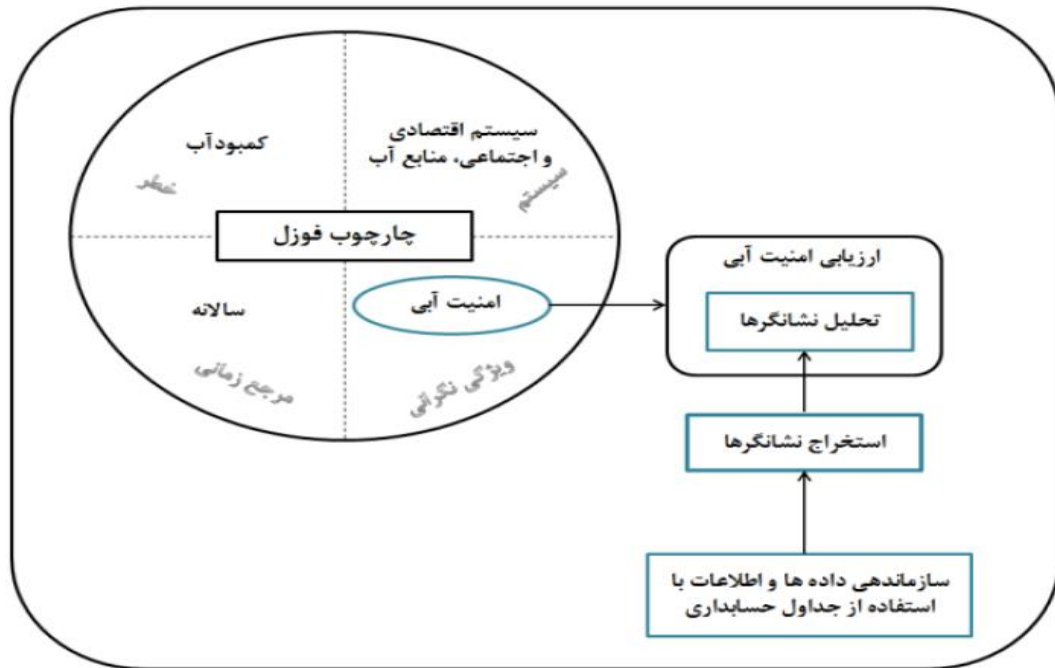 سیستم اقتصادی
و اجتماعی، منابع آب
سیستم
کمبودآب
خطر
چارچوب فوزل
امنیت آبی
ویژگی نگرانی
سالانه
مرجع زمانی
ارزیابی امنیت آبی
تحلیل نشانگرها
استخراج نشانگرها
سازماندهی داده ها و اطلاعات با
استفاده از جداول حسابداری